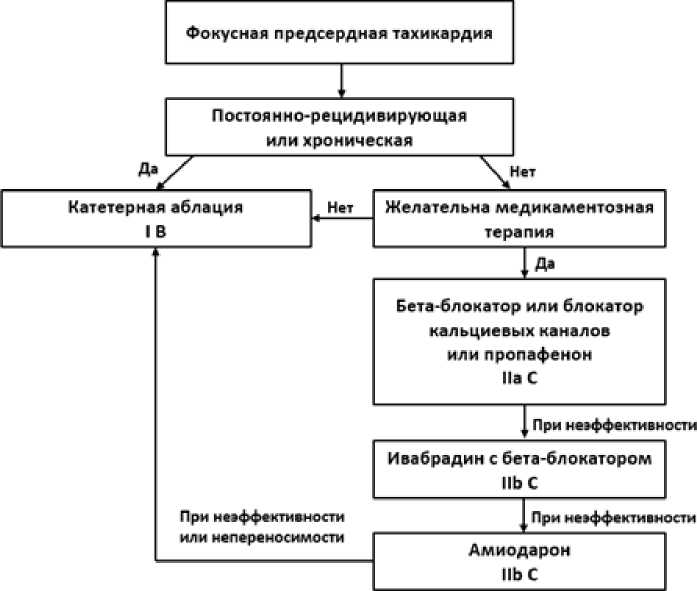 Фокусная предсердная тахикардия
Постоянно-рецидивирующая
или хроническая
Да
Нет
Катетерная аблация
I B
Нет
Желательна медикаментозная
терапия
Да
Бета-блокатор или блокатор
кальциевых каналов
или пропафенон
IIa C
При неэффективности
Ивабрадин с бета-блокатором
IIb C
При неэффективности
При неэффективности
или непереносимости
Амиодарон
IIb C